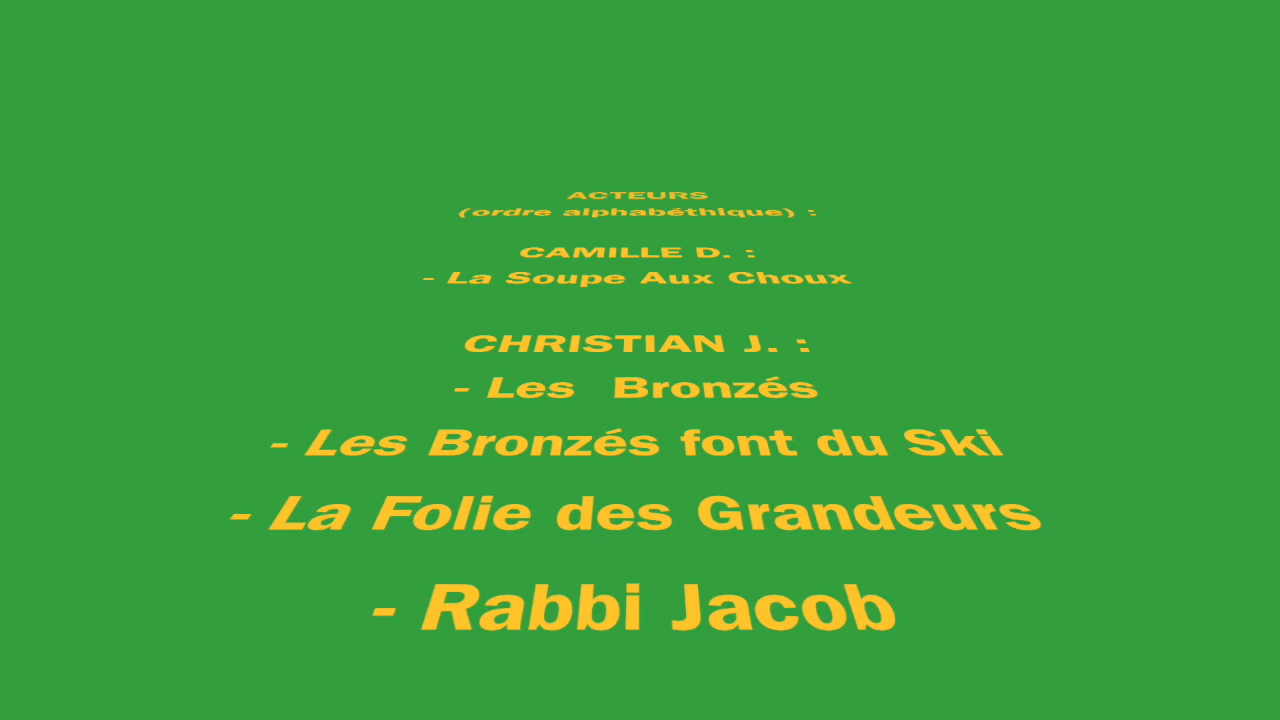 ACTEURS
(ordre alphabéthique) :
CAMILLE D. :
- La Soupe Aux Choux
CHRISTIAN J. :
- Les Bronzés
- Les Bronzés font du Ski
- La Folie des Grandeurs
- Rabbi Jacob